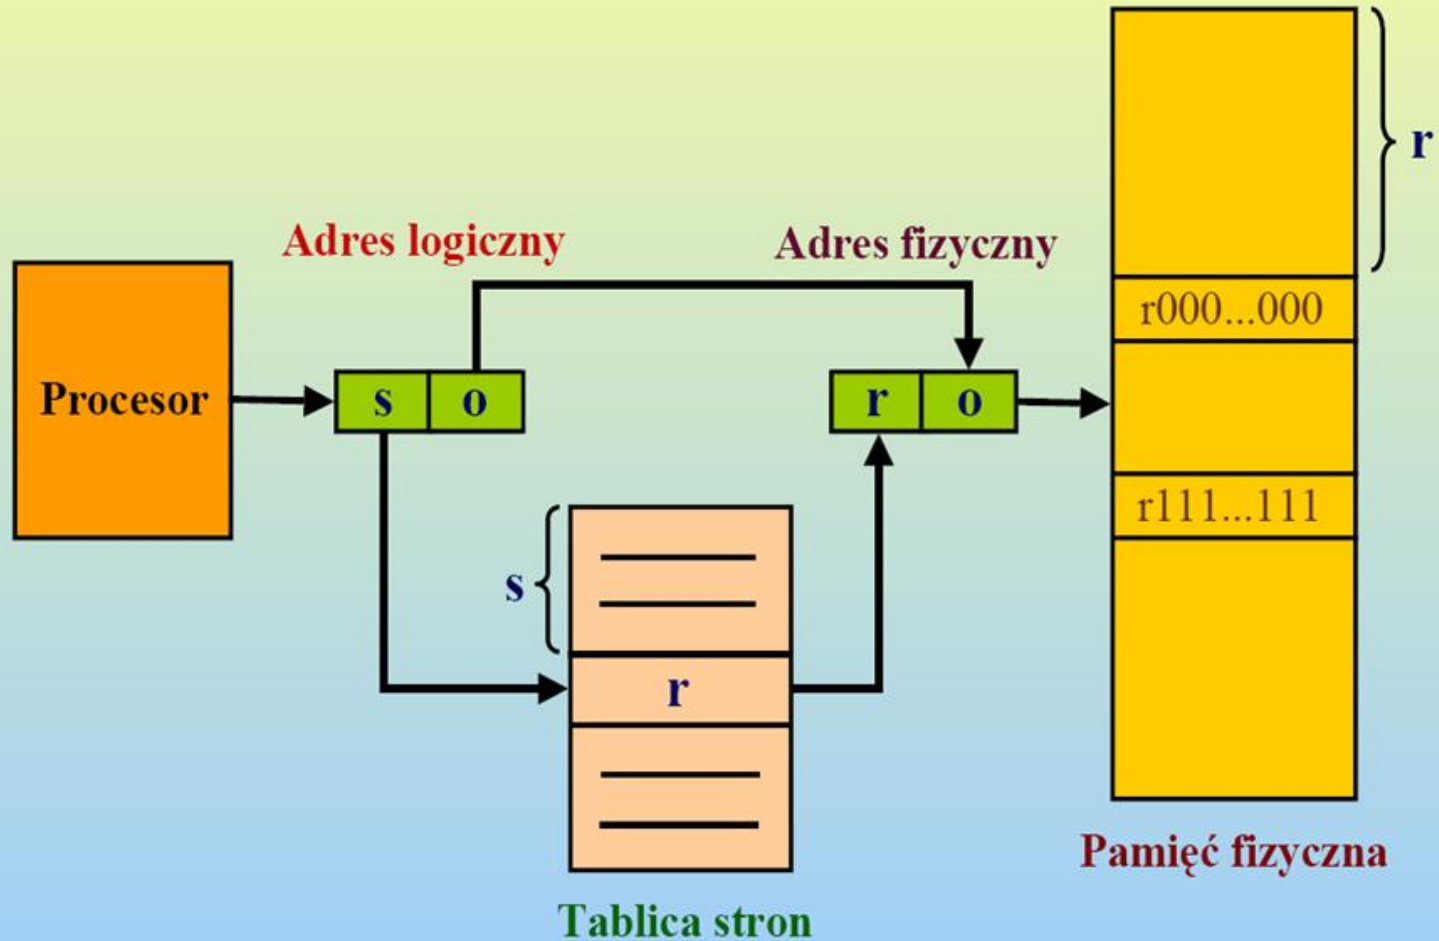 Adres logiczny
Adres fizyczny
Procesor
s o
r o
r
r000...000
r111...111
s
r
Tablica stron
Pamięć fizyczna